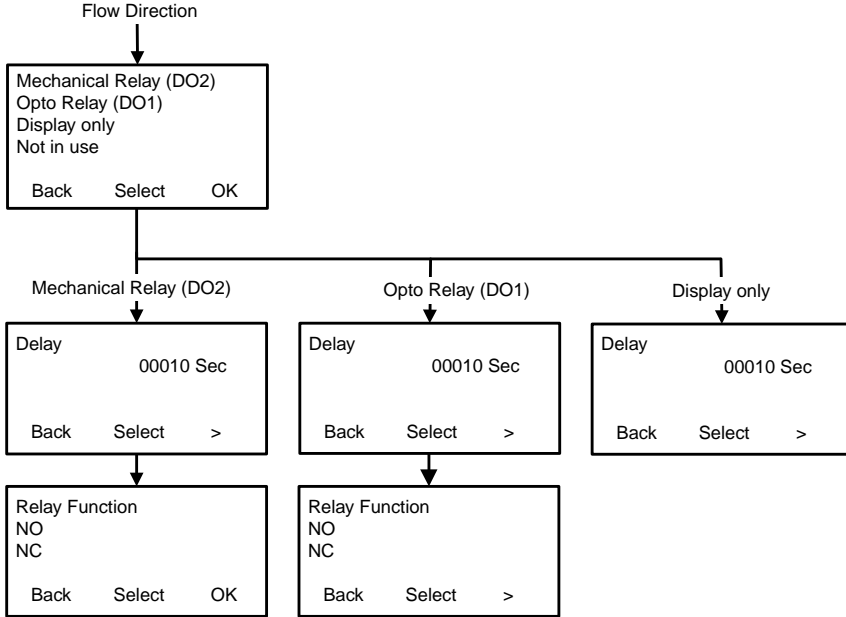 Flow Direction
Mechanical Relay (DO2)
Opto Relay (DO1)
Display only
Not in use
Back Select OK
Mechanical Relay (DO2)
Opto Relay (DO1)
Display only
Delay
00010 Sec
Back Select >
Delay
00010 Sec
Back Select >
Delay
00010 Sec
Back Select >
Relay Function
NO
NC
Back Select OK
Relay Function
NO
NC
Back Select >